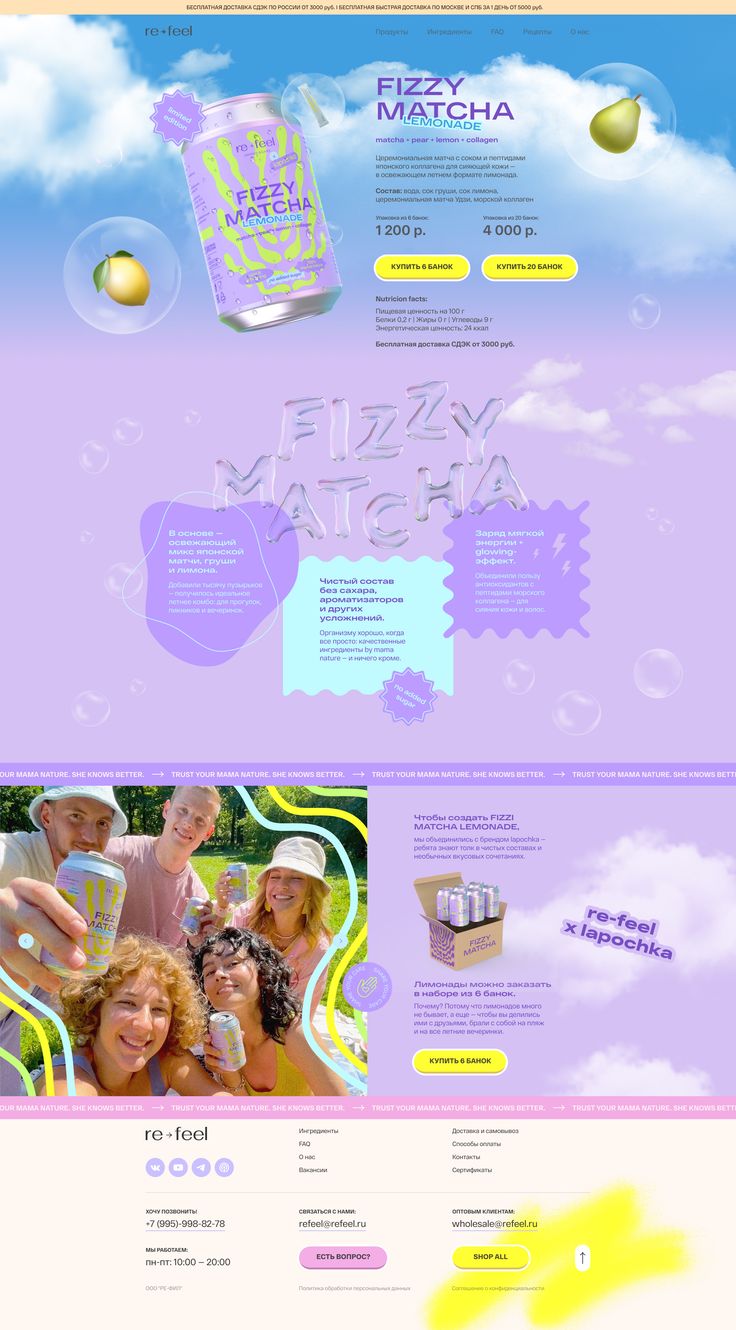 БЕСПЛАТНАЯ ДОСТАВКА СДЭК ПО РОССИИ ОТ 3000 руб. I БЕСПЛАТНАЯ БЫСТРАЯ ДОСТАВКА ПО МОСКВЕ И СПБ ЗА 1 ДЕНЬ ОТ 5000 руб.
re→feel
Продукты Ингредиенты FAQ Рецепты О нас
limited
edition
re→feel
FIZZY
MATCHA
LEMONADE
matcha + pear + lemon + collagen
no added sugar
FIZZY
MATCHA
LEMONADE
matcha + pear + lemon + collagen
Церемониальная матча с соком и пептидами
японского коллагена для сияющей кожи —
в освежающем летнем формате лимонада.
Состав: вода, сок груши, сок лимона,
церемониальная матча Удзи, морской коллаген
Упаковка из 6 банок: Упаковка из 20 банок:
1 200 р. 4 000 р.
КУПИТЬ 6 БАНОК КУПИТЬ 20 БАНОК
Nutricion facts:
Пищевая ценность на 100 г
Белки 0,2 г | Жиры 0 г | Углеводы 9 г
Энергетическая ценность: 24 ккал
Бесплатная доставка СДЭК от 3000 руб.
FIZZY
MATCHA
В основе —
освежающий
микс японской
матчи, груши
и лимона.
Добавили тысячу пузырьков
— получилось идеальное
летнее комбо: для прогулок,
пикников и вечеринок.
Чистый состав
без сахара,
ароматизаторов
и других
усложнений.
Организму хорошо, когда
все просто: качественные
ингредиенты by mama
nature — и ничего кроме.
no added
sugar
Заряд мягкой
энергии +
glowing-
эффект.
Объединили пользу
антиоксидантов с
пептидами морского
коллагена — для
сияния кожи и волос.
OUR MAMA NATURE. SHE KNOWS BETTER. → TRUST YOUR MAMA NATURE. SHE KNOWS BETTER. → TRUST YOUR MAMA NATURE. SHE KNOWS BETTER. → TRUST YOUR MAMA NATURE. SHE KNOWS BETT
FIZZY
MATCHA
Чтобы создать FIZZI
MATCHA LEMONADE,
мы объединились с брендом lapochka —
ребята знают толк в чистых составах и
необычных вкусовых сочетаниях.
FIZZY
MATCHA
re-feel
x lapochka
Лимонады можно заказать
в наборе из 6 банок.
Почему? Потому что лимонадов много
не бывает, а еще — чтобы вы делились
ими с друзьями, брали с собой на пляж
и на все летние вечеринки.
КУПИТЬ 6 БАНОК
OUR MAMA NATURE. SHE KNOWS BETTER. → TRUST YOUR MAMA NATURE. SHE KNOWS BETTER. → TRUST YOUR MAMA NATURE. SHE KNOWS BETTER. → TRUST YOUR MAMA NATURE. SHE KNOWS BETT
re→feel
Ингредиенты
FAQ
О нас
Вакансии
Доставка и самовывоз
Способы оплаты
Контакты
Сертификаты
ХОЧУ ПОЗВОНИТЬ! СВЯЗАТЬСЯ С НАМИ: ОПТОВЫМ КЛИЕНТАМ:
+7 (995)-998-82-78 refeel@refeel.ru wholesale@refeel.ru
МЫ РАБОТАЕМ:
пн-пт: 10:00 – 20:00
ЕСТЬ ВОПРОС? SHOP ALL
ООО "РЕ-ФИЛ" Политика обработки персональных данных Соглашение о конфиденциальности